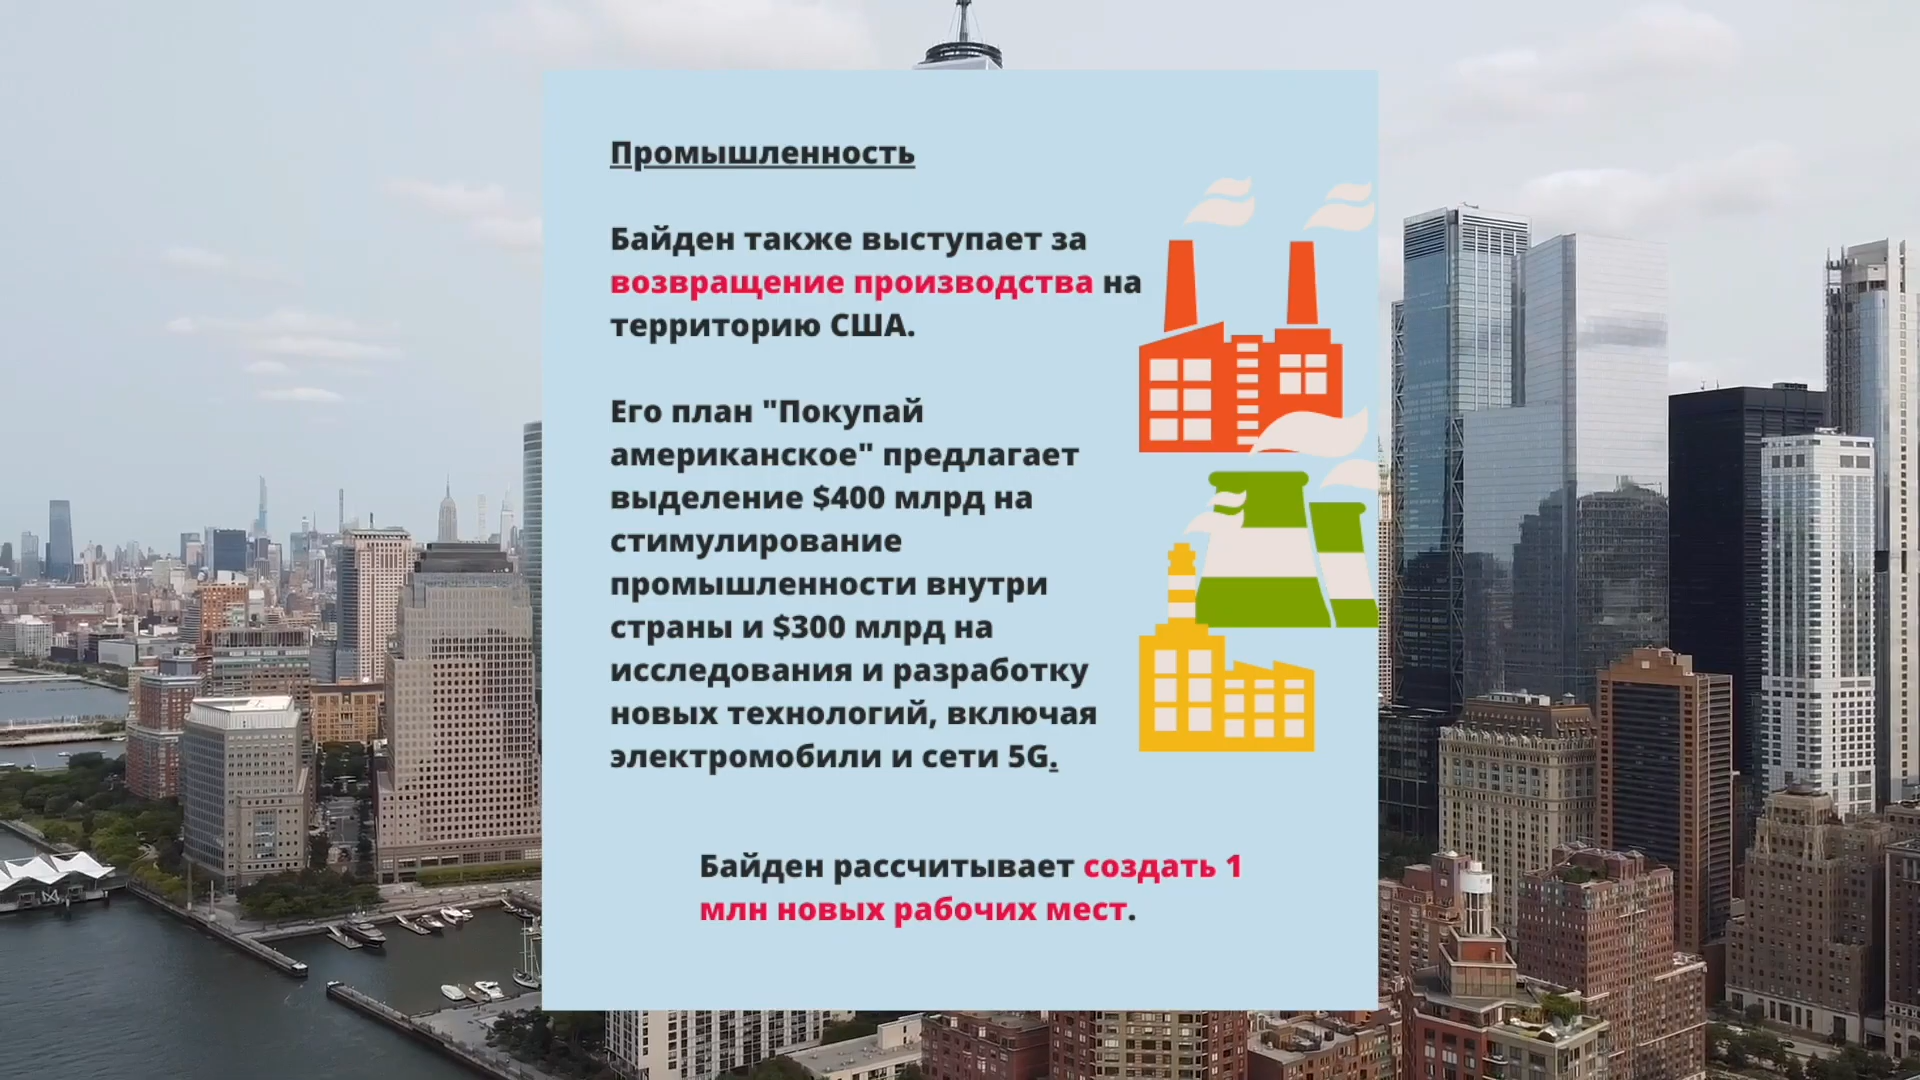 Промышленность
Байден также выступает за
возвращение производства на
территорию США.
Его план "Покупай
американское" предлагает
выделение $400 млрд на
стимулирование
промышленности внутри
страны и $300 млрд на
исследования и разработку
новых технологий, включая
электромобили и сети 5G.
Байден рассчитывает создать 1
млн новых рабочих мест.